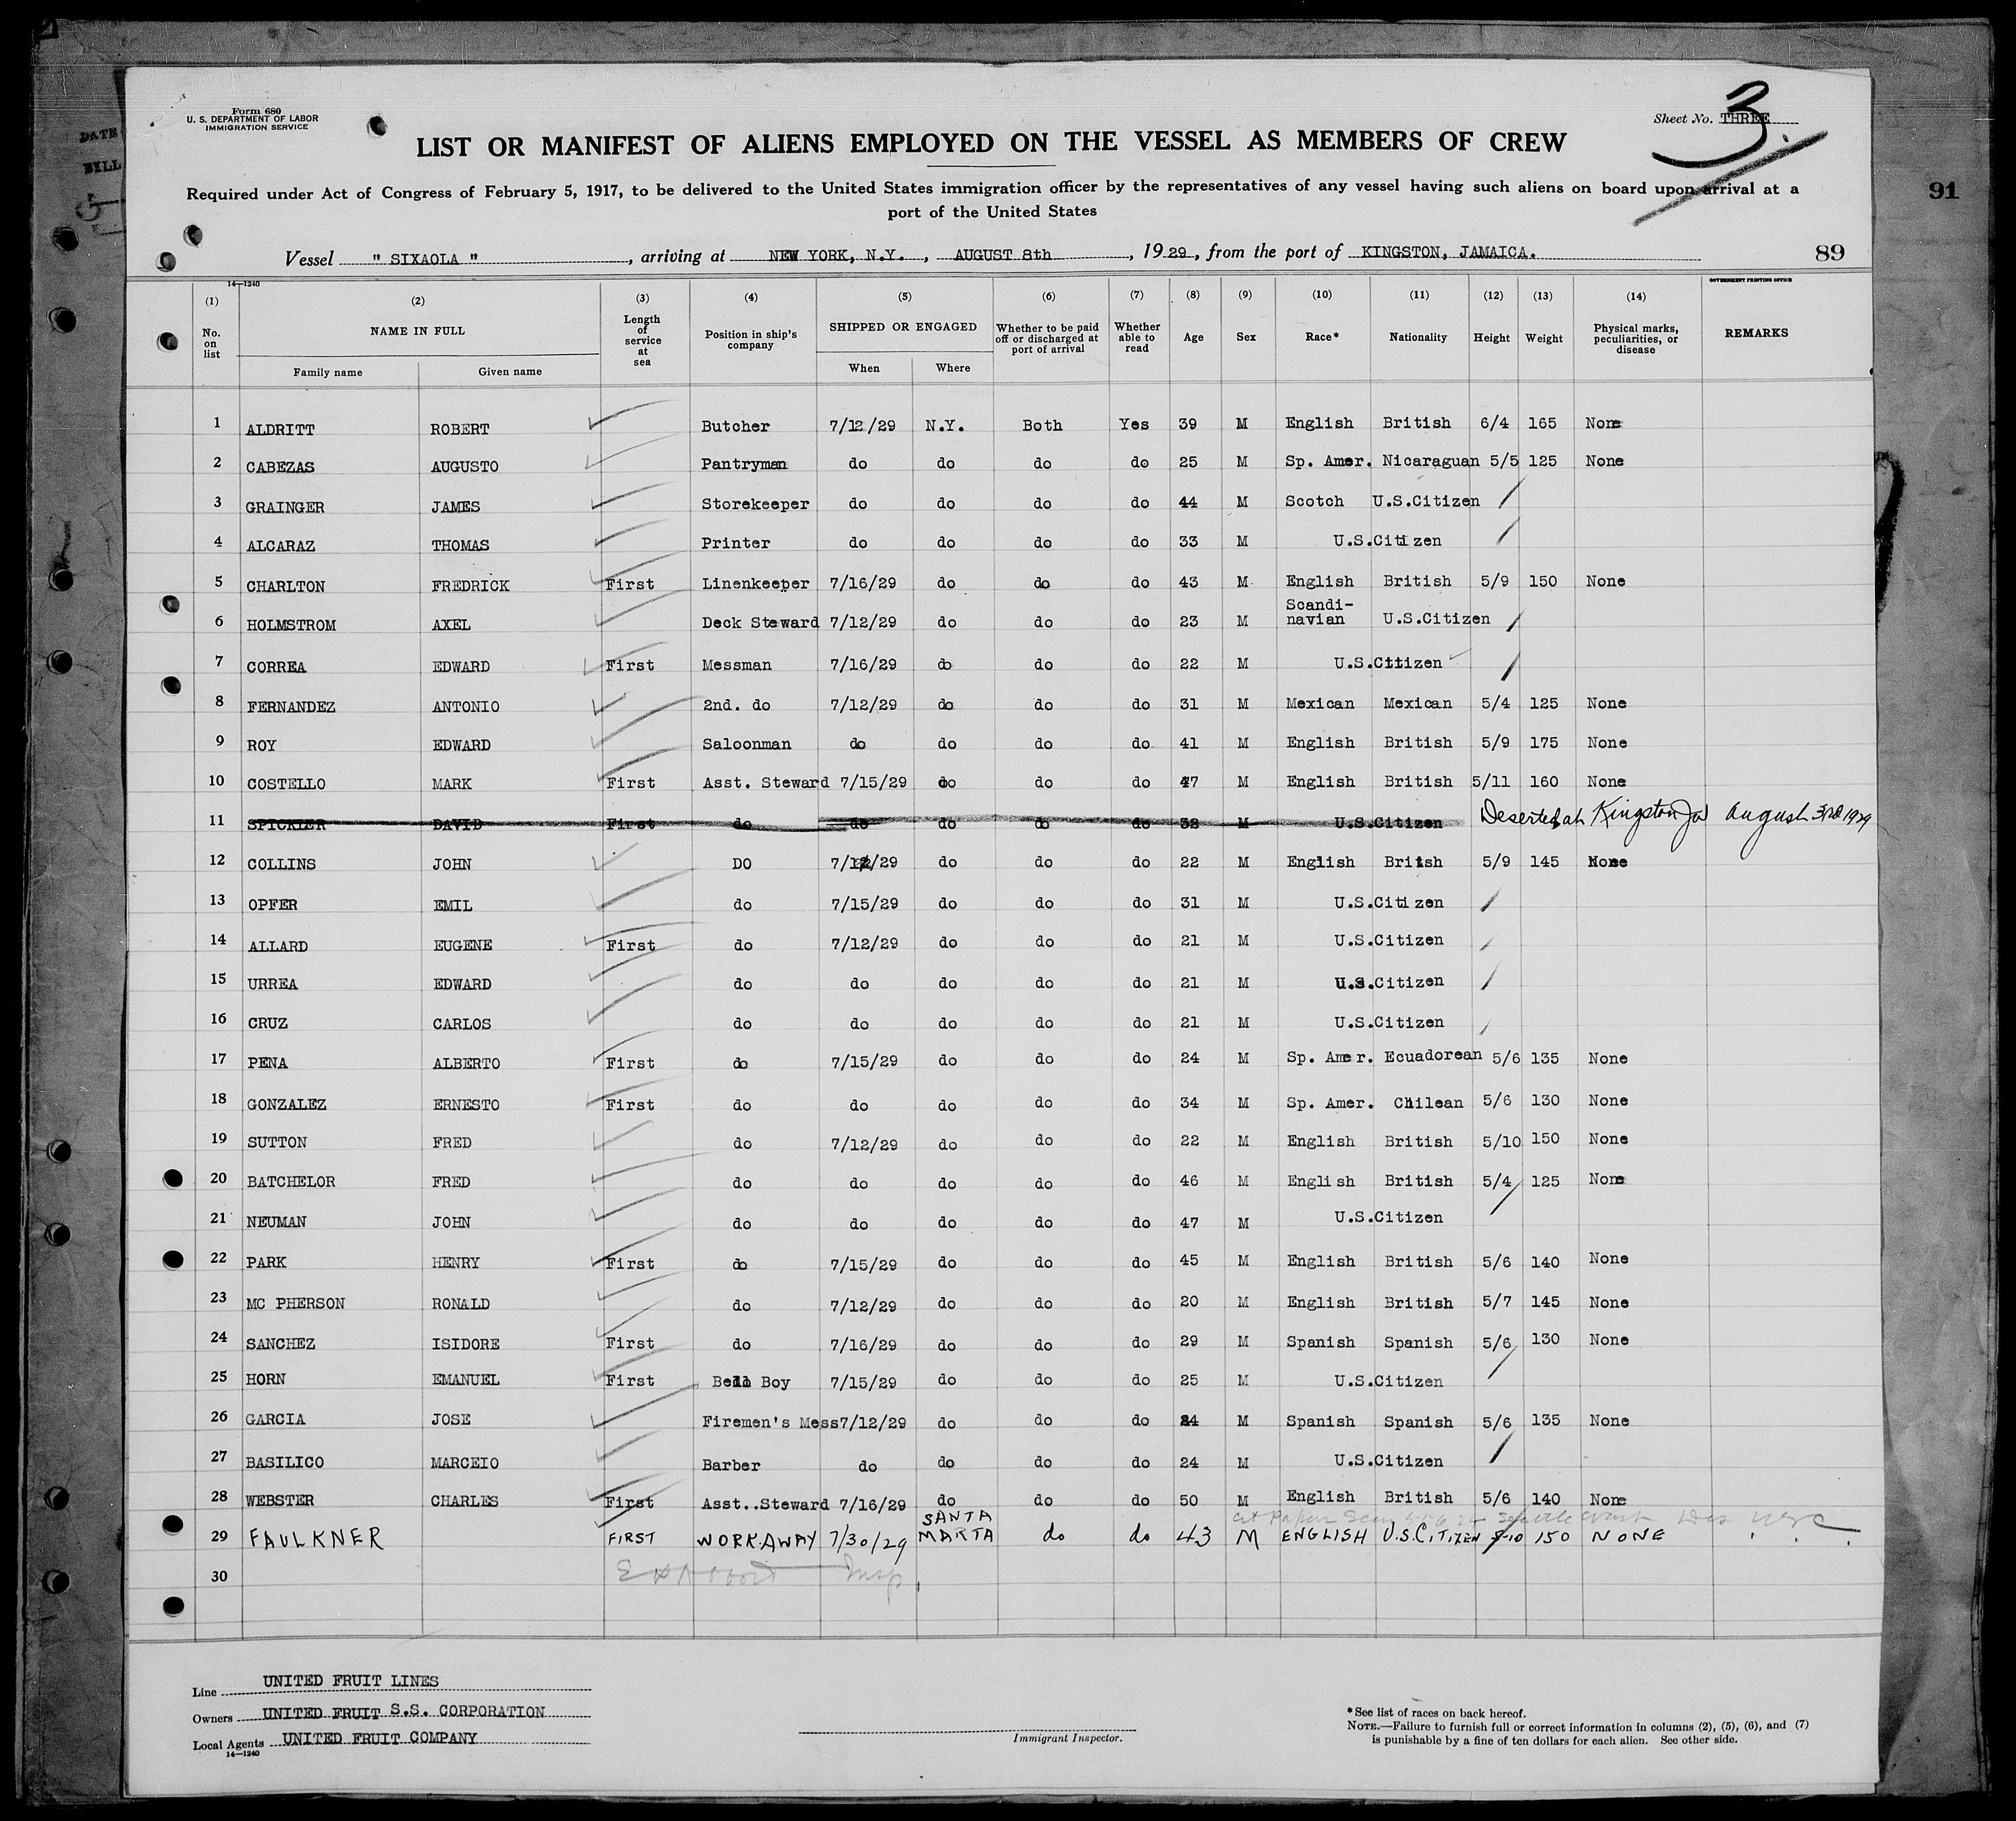 DATE
BILL
Form 680
U. S. DEPARTMENT OF LABOR
IMMIGRATION SERVICE
Sheet No. THREE
3.
LIST OR MANIFEST OF ALIENS EMPLOYED ON THE VESSEL AS MEMBERS OF CREW
Required under Act of Congress of February 5, 1917, to be delivered to the United States immigration officer by the representatives of any vessel having such aliens on board upon arrival at a
port of the United States
91
Vessel " SIXAOLA ", arriving at NEW YORK, N.Y., AUGUST 8th, 1929, from the port of KINGSTON, JAMAICA.
89
14—1240
GOVERNMENT PRINTING OFFICE
(1) (2) (3) (4) (5) (6) (7) (8) (9) (10) (11) (12) (13) (14)
No. on list NAME IN FULL Length of service at sea Position in ship's company SHIPPED OR ENGAGED Whether to be paid off or discharged at port of arrival Whether able to read Age Sex Race* Nationality Height Weight Physical marks, peculiarities, or disease REMARKS
Family name Given name When Where
1 ALDRITT ROBERT Butcher 7/12/29 N.Y. Both Yes 39 M English British 6/4 165 None
2 CABEZAS AUGUSTO Pantryman do do do do 25 M Sp. Amer. Nicaraguan 5/5 125 None
3 GRAINGER JAMES Storekeeper do do do do 44 M Scotch U.S.Citizen
4 ALCARAZ THOMAS Printer do do do do 33 M U.S.Citizen
5 CHARLTON FREDRICK First Linenkeeper 7/16/29 do do do 43 M English British 5/9 150 None
6 HOLMSTROM AXEL Deck Steward 7/12/29 do do do 23 M Scandi-navian U.S.Citizen
7 CORREA EDWARD First Messman 7/16/29 do do do 22 M U.S.Citizen
8 FERNANDEZ ANTONIO 2nd. do 7/12/29 do do do 31 M Mexican Mexican 5/4 125 None
9 ROY EDWARD Saloonman do do do do 41 M English British 5/9 175 None
10 COSTELLO MARK First Asst. Steward 7/15/29 do do do 47 M English British 5/11 160 None
11 SPICKLER DAVID First do do do do do 38 M U.S.Citizen Deserted at Kingston Ja August 3rd 1929
12 COLLINS JOHN DO 7/12/29 do do do 22 M English British 5/9 145 None
13 OPFER EMIL do 7/15/29 do do do 31 M U.S.Citizen
14 ALLARD EUGENE First do 7/12/29 do do do 21 M U.S.Citizen
15 URREA EDWARD do do do do do 21 M U.S.Citizen
16 CRUZ CARLOS do do do do do 21 M U.S.Citizen
17 PENA ALBERTO First do 7/15/29 do do do 24 M Sp. Amer. Ecuadorean 5/6 135 None
18 GONZALEZ ERNESTO First do do do do do 34 M Sp. Amer. Chilean 5/6 130 None
19 SUTTON FRED do 7/12/29 do do do 22 M English British 5/10 150 None
20 BATCHELOR FRED do do do do do 46 M English British 5/4 125 None
21 NEUMAN JOHN do do do do do 47 M U.S.Citizen
22 PARK HENRY First do 7/15/29 do do do 45 M English British 5/6 140 None
23 MC PHERSON RONALD do 7/12/29 do do do 20 M English British 5/7 145 None
24 SANCHEZ ISIDORE First do 7/16/29 do do do 29 M Spanish Spanish 5/6 130 None
25 HORN EMANUEL First Bell Boy 7/15/29 do do do 25 M U.S.Citizen
26 GARCIA JOSE Firemen's Mess 7/12/29 do do do 24 M Spanish Spanish 5/6 135 None
27 BASILICO MARCEIO Barber do do do do 24 M U.S.Citizen
28 WEBSTER CHARLES First Asst..Steward 7/16/29 do do do 50 M English British 5/6 140 None
29 FAULKNER FIRST WORKAWAY 7/30/29 SANTA MARTA do do 43 M ENGLISH U.S.CITIZEN 5-10 150 NONE
30
Line UNITED FRUIT LINES
Owners UNITED FRUIT S.S. CORPORATION
Local Agents UNITED FRUIT COMPANY
14—1240
Immigrant Inspector.
*See list of races on back hereof.
NOTE.—Failure to furnish full or correct information in columns (2), (5), (6), and (7)
is punishable by a fine of ten dollars for each alien. See other side.